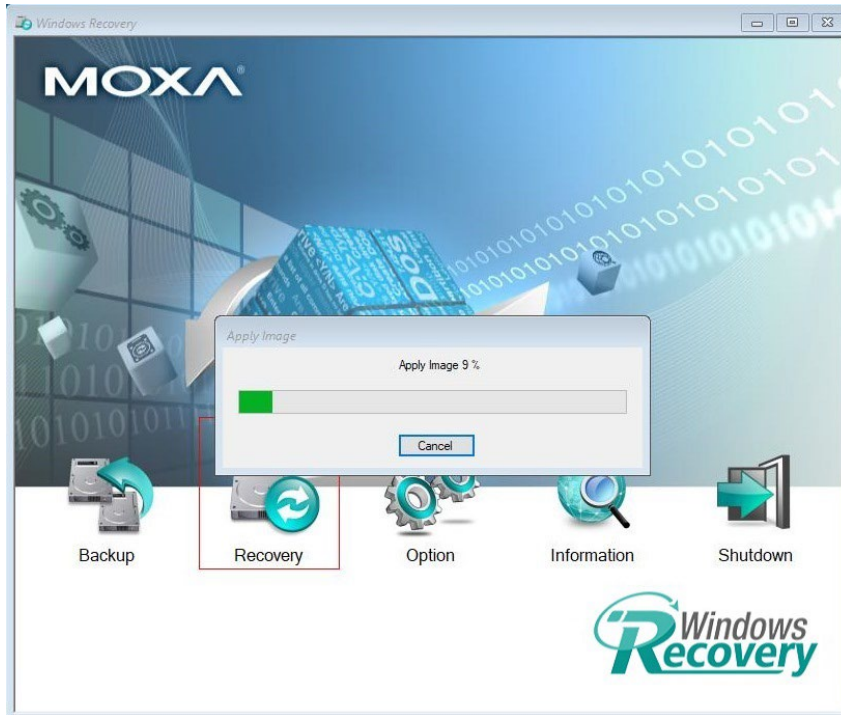 Windows Recovery
MOXA®
Apply Image
Apply Image 9 %
Cancel
Backup
Recovery
Option
Information
Shutdown
Windows
Recovery